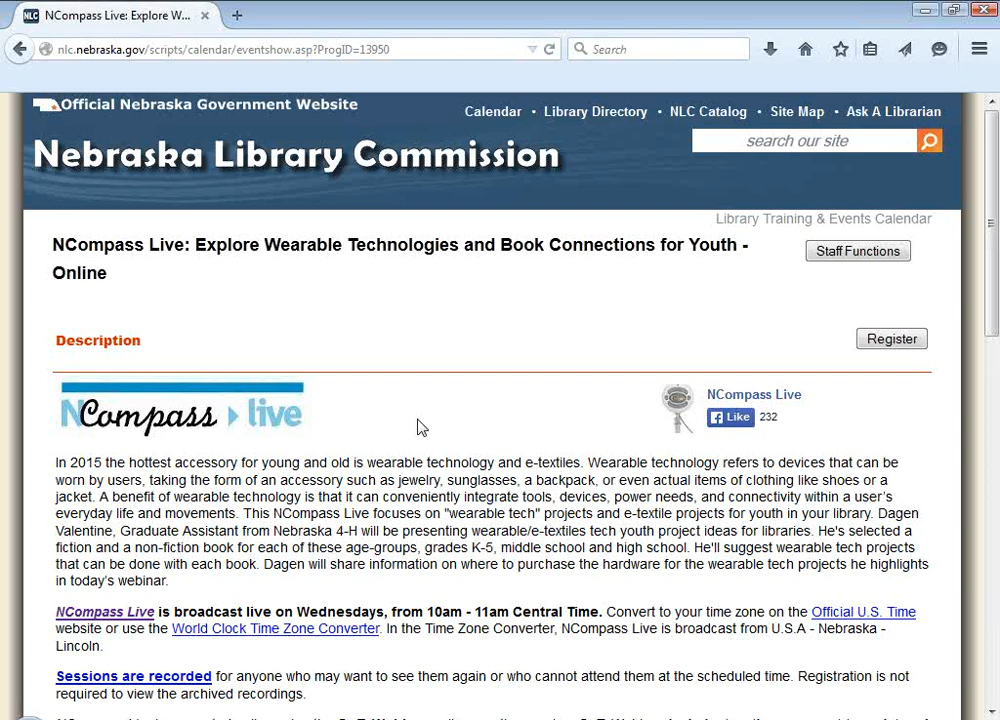 NLC NCompass Live: Explore W... × +
nlc.nebraska.gov/scripts/calendar/eventshow.asp?ProgID=13950 Search
Official Nebraska Government Website
Calendar • Library Directory • NLC Catalog • Site Map • Ask A Librarian
Nebraska Library Commission
search our site
Library Training & Events Calendar
NCompass Live: Explore Wearable Technologies and Book Connections for Youth -
Online
Staff Functions
Description
Register
NCompass live
NCompass Live
Like 232
In 2015 the hottest accessory for young and old is wearable technology and e-textiles. Wearable technology refers to devices that can be
worn by users, taking the form of an accessory such as jewelry, sunglasses, a backpack, or even actual items of clothing like shoes or a
jacket. A benefit of wearable technology is that it can conveniently integrate tools, devices, power needs, and connectivity within a user's
everyday life and movements. This NCompass Live focuses on "wearable tech" projects and e-textile projects for youth in your library. Dagen
Valentine, Graduate Assistant from Nebraska 4-H will be presenting wearable/e-textiles tech youth project ideas for libraries. He's selected a
fiction and a non-fiction book for each of these age-groups, grades K-5, middle school and high school. He'll suggest wearable tech projects
that can be done with each book. Dagen will share information on where to purchase the hardware for the wearable tech projects he highlights
in today's webinar.
NCompass Live is broadcast live on Wednesdays, from 10am - 11am Central Time. Convert to your time zone on the Official U.S. Time
website or use the World Clock Time Zone Converter. In the Time Zone Converter, NCompass Live is broadcast from U.S.A - Nebraska -
Lincoln.
Sessions are recorded for anyone who may want to see them again or who cannot attend them at the scheduled time. Registration is not
required to view the archived recordings.